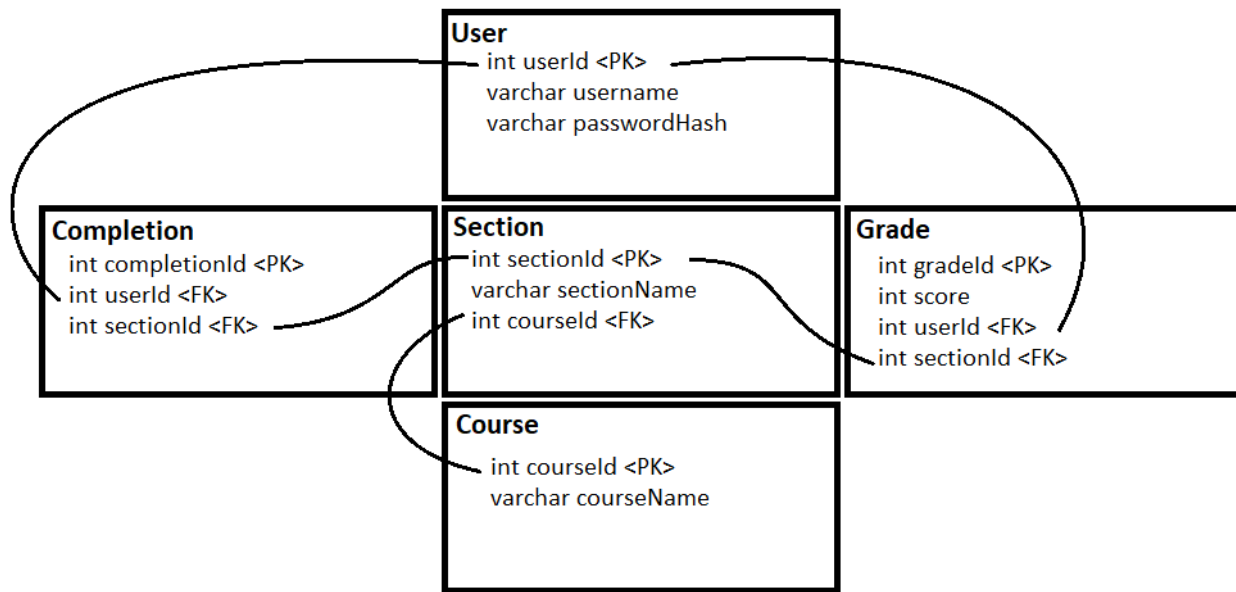 User
int userId <PK>
varchar username
varchar passwordHash
Completion
int completionId <PK>
int userId <FK>
int sectionId <FK>
Section
int sectionId <PK>
varchar sectionName
int courseId <FK>
Grade
int gradeId <PK>
int score
int userId <FK>
int sectionId <FK>
Course
int courseId <PK>
varchar courseName